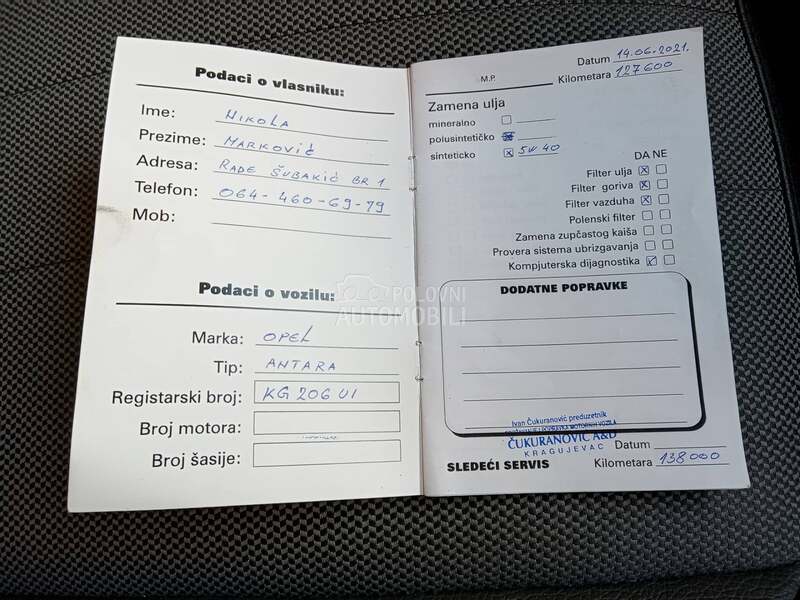 Podaci o vlasniku:
Ime: NIKOLA
Prezime: MARKOVIĆ
Adresa: RADE ŠUBAKIĆ BR 1
Telefon: 064-460-69-79
Mob:
Podaci o vozilu:
Marka: OPEL
Tip: ANTARA
Registarski broj: KG 206 UI
Broj motora:
Broj šasije:
POLOVNI
AUTOMOBILI
M.P.
Datum 14.06.2021.
Kilometara 127600
Zamena ulja
mineralno
polusintetičko
sinteticko x 5W40
DA NE
Filter ulja x
Filter goriva x
Filter vazduha x
Polenski filter
Zamena zupčastog kaiša
Provera sistema ubrizgavanja
Kompjuterska dijagnostika
DODATNE POPRAVKE
Ivan Čukuranović preduzetnik
POPRAVKA MOTORNIH VOZILA
ČUKURANOVIĆ A&D
KRAGUJEVAC
Datum
SLEDEĆI SERVIS Kilometara 138000